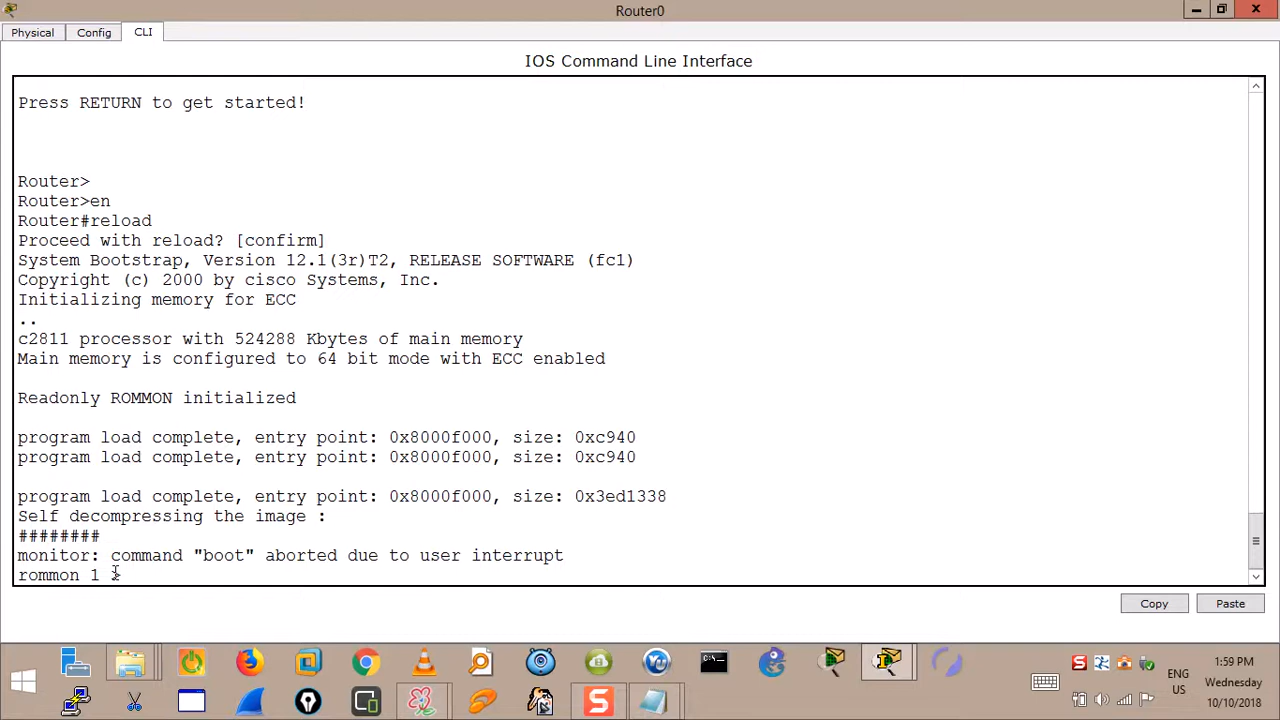 Router0
Physical Config CLI
IOS Command Line Interface
Press RETURN to get started!
Router>
Router>en
Router#reload
Proceed with reload? [confirm]
System Bootstrap, Version 12.1(3r)T2, RELEASE SOFTWARE (fc1)
Copyright (c) 2000 by cisco Systems, Inc.
Initializing memory for ECC
..
c2811 processor with 524288 Kbytes of main memory
Main memory is configured to 64 bit mode with ECC enabled
Readonly ROMMON initialized
program load complete, entry point: 0x8000f000, size: 0xc940
program load complete, entry point: 0x8000f000, size: 0xc940
program load complete, entry point: 0x8000f000, size: 0x3ed1338
Self decompressing the image :
########
monitor: command "boot" aborted due to user interrupt
rommon 1 >
Copy Paste
ENG
US
1:59 PM
Wednesday
10/10/2018